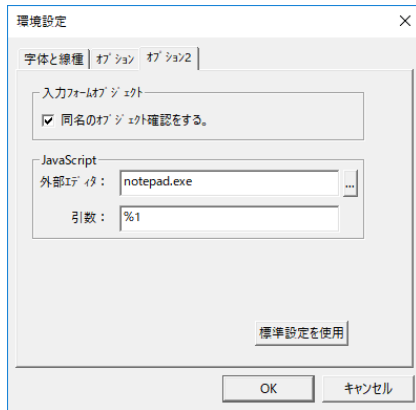 環境設定
字体と線種 ｵﾌﾟｼｮﾝ ｵﾌﾟｼｮﾝ2
入力ﾌｫｰﾑｵﾌﾞｼﾞｪｸﾄ
同名のｵﾌﾞｼﾞｪｸﾄ確認をする。
JavaScript
外部ｴﾃﾞｨﾀ： notepad.exe ...
引数： %1
標準設定を使用
OK ｷｬﾝｾﾙ